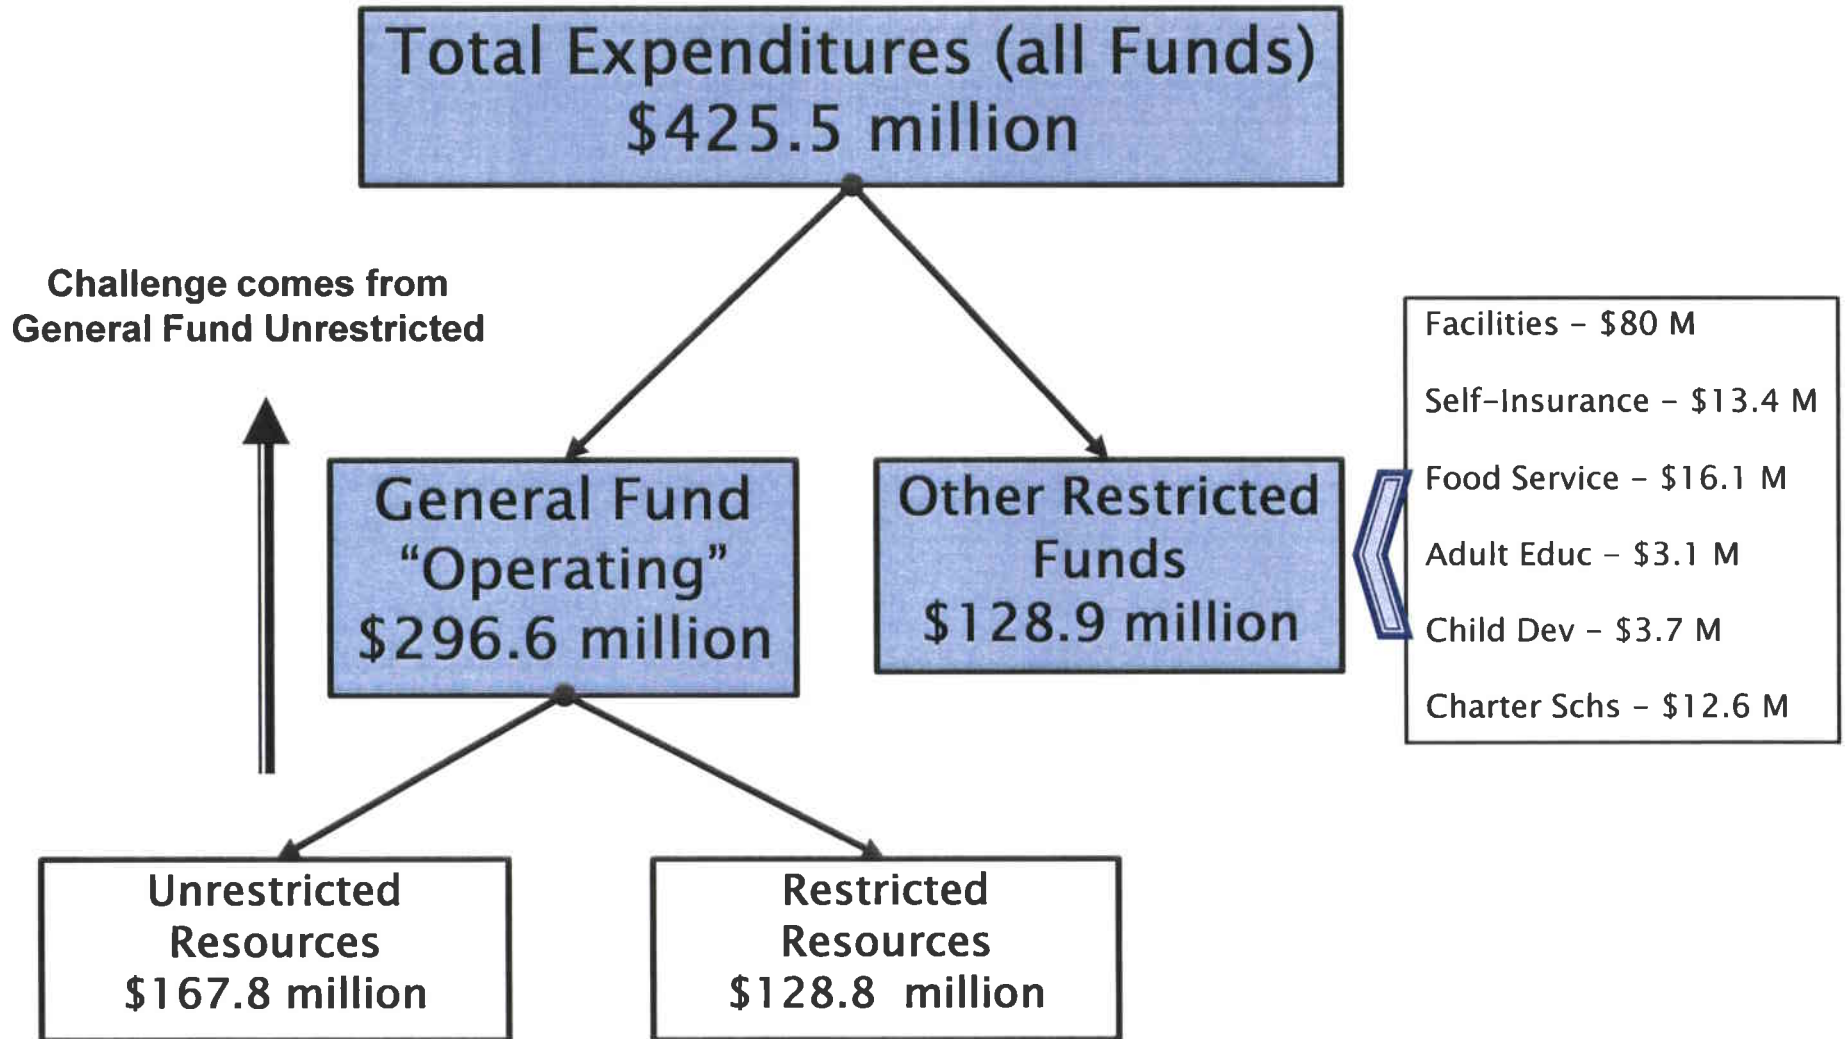 Total Expenditures (all Funds)
$425.5 million
Challenge comes from
General Fund Unrestricted
General Fund
“Operating”
$296.6 million
Other Restricted
Funds
$128.9 million
Facilities – $80 M
Self-Insurance – $13.4 M
Food Service – $16.1 M
Adult Educ – $3.1 M
Child Dev – $3.7 M
Charter Schs – $12.6 M
Unrestricted
Resources
$167.8 million
Restricted
Resources
$128.8 million